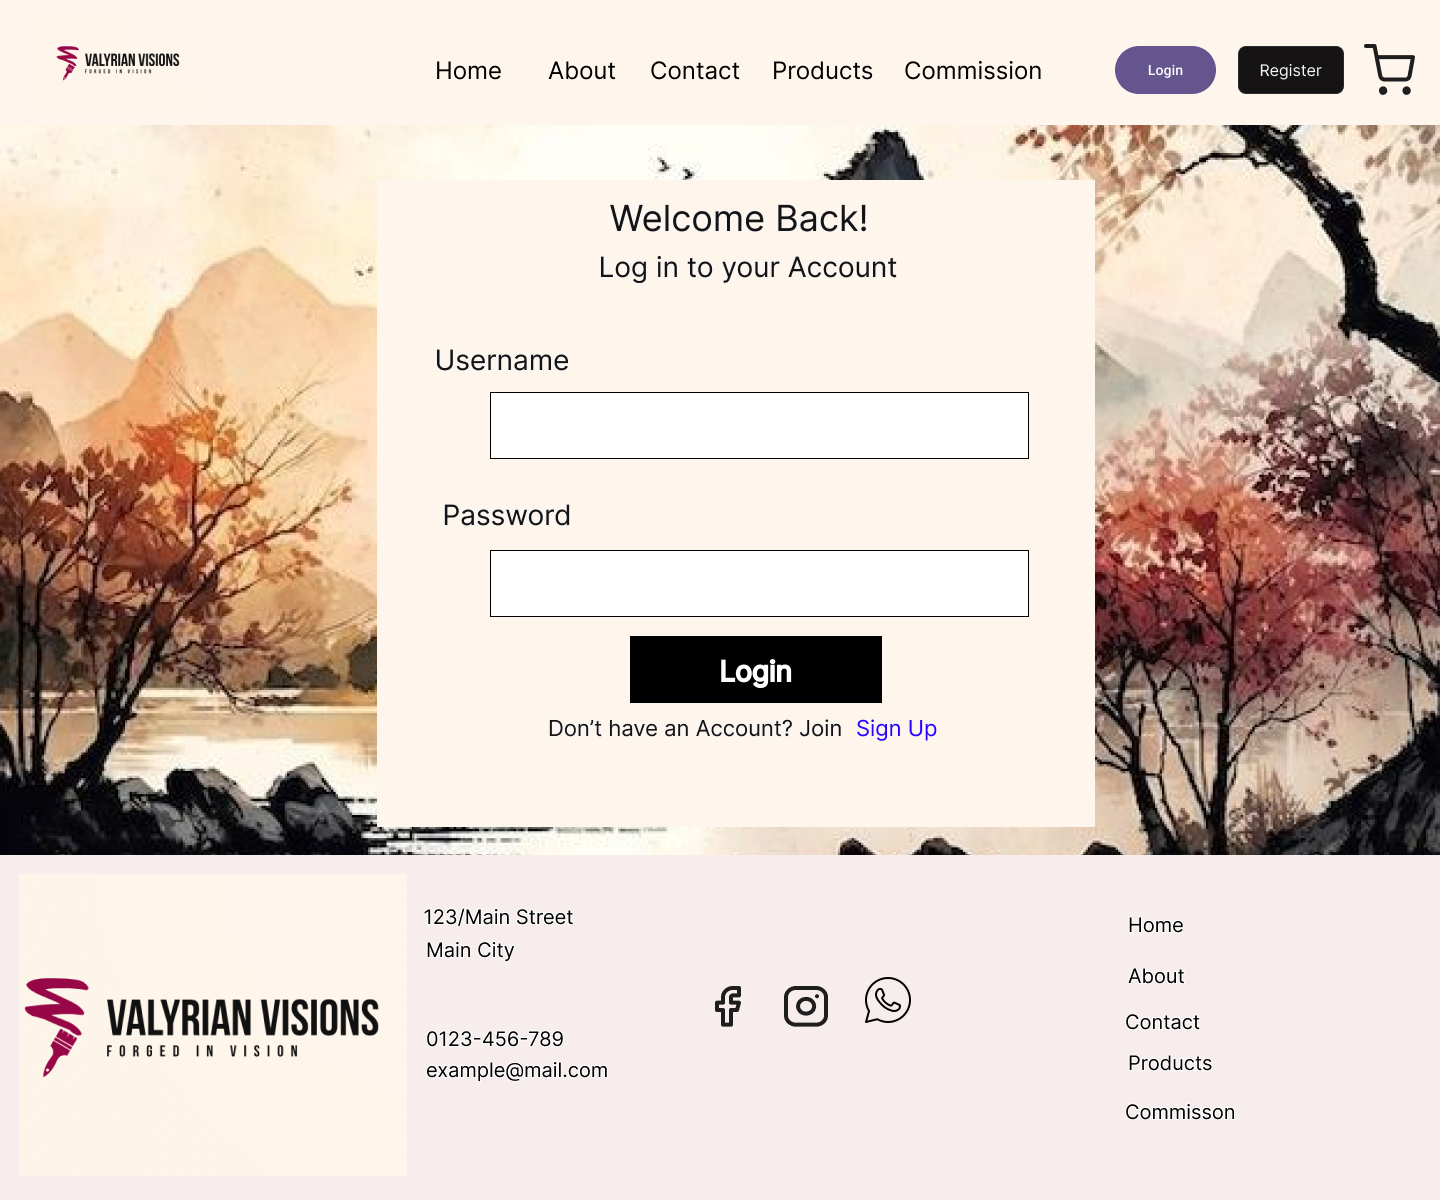 VALYRIAN VISIONS
FORGED IN VISION
Home About Contact Products Commission Login Register
Welcome Back!
Log in to your Account
Username
Password
Login
Don’t have an Account? Join Sign Up
123/Main Street
Main City
0123-456-789
example@mail.com
VALYRIAN VISIONS
FORGED IN VISION
Home
About
Contact
Products
Commisson